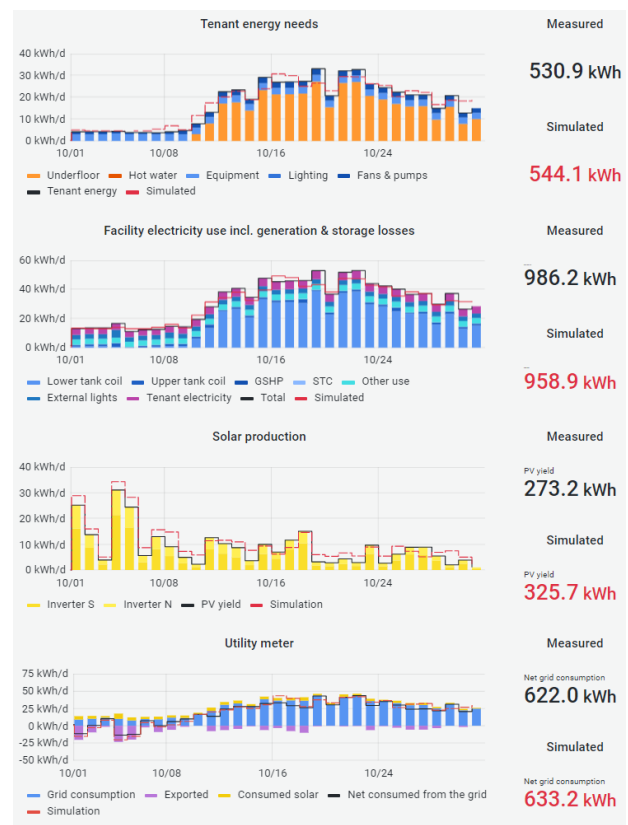 Tenant energy needs
Measured
40 kWh/d
30 kWh/d
20 kWh/d
10 kWh/d
0 kWh/d
10/01 10/08 10/16 10/24
530.9 kWh
Simulated
544.1 kWh
Underfloor Hot water Equipment Lighting Fans & pumps
Tenant energy Simulated
Facility electricity use incl. generation & storage losses
Measured
60 kWh/d
40 kWh/d
20 kWh/d
0 kWh/d
10/01 10/08 10/16 10/24
986.2 kWh
Simulated
958.9 kWh
Lower tank coil Upper tank coil GSHP STC Other use
External lights Tenant electricity Total Simulated
Solar production
Measured
40 kWh/d
30 kWh/d
20 kWh/d
10 kWh/d
0 kWh/d
10/01 10/08 10/16 10/24
PV yield
273.2 kWh
Simulated
PV yield
325.7 kWh
Inverter S Inverter N PV yield Simulation
Utility meter
Measured
75 kWh/d
50 kWh/d
25 kWh/d
0 kWh/d
-25 kWh/d
-50 kWh/d
10/01 10/08 10/16 10/24
Net grid consumption
622.0 kWh
Simulated
Net grid consumption
633.2 kWh
Grid consumption Exported Consumed solar Net consumed from the grid
Simulation